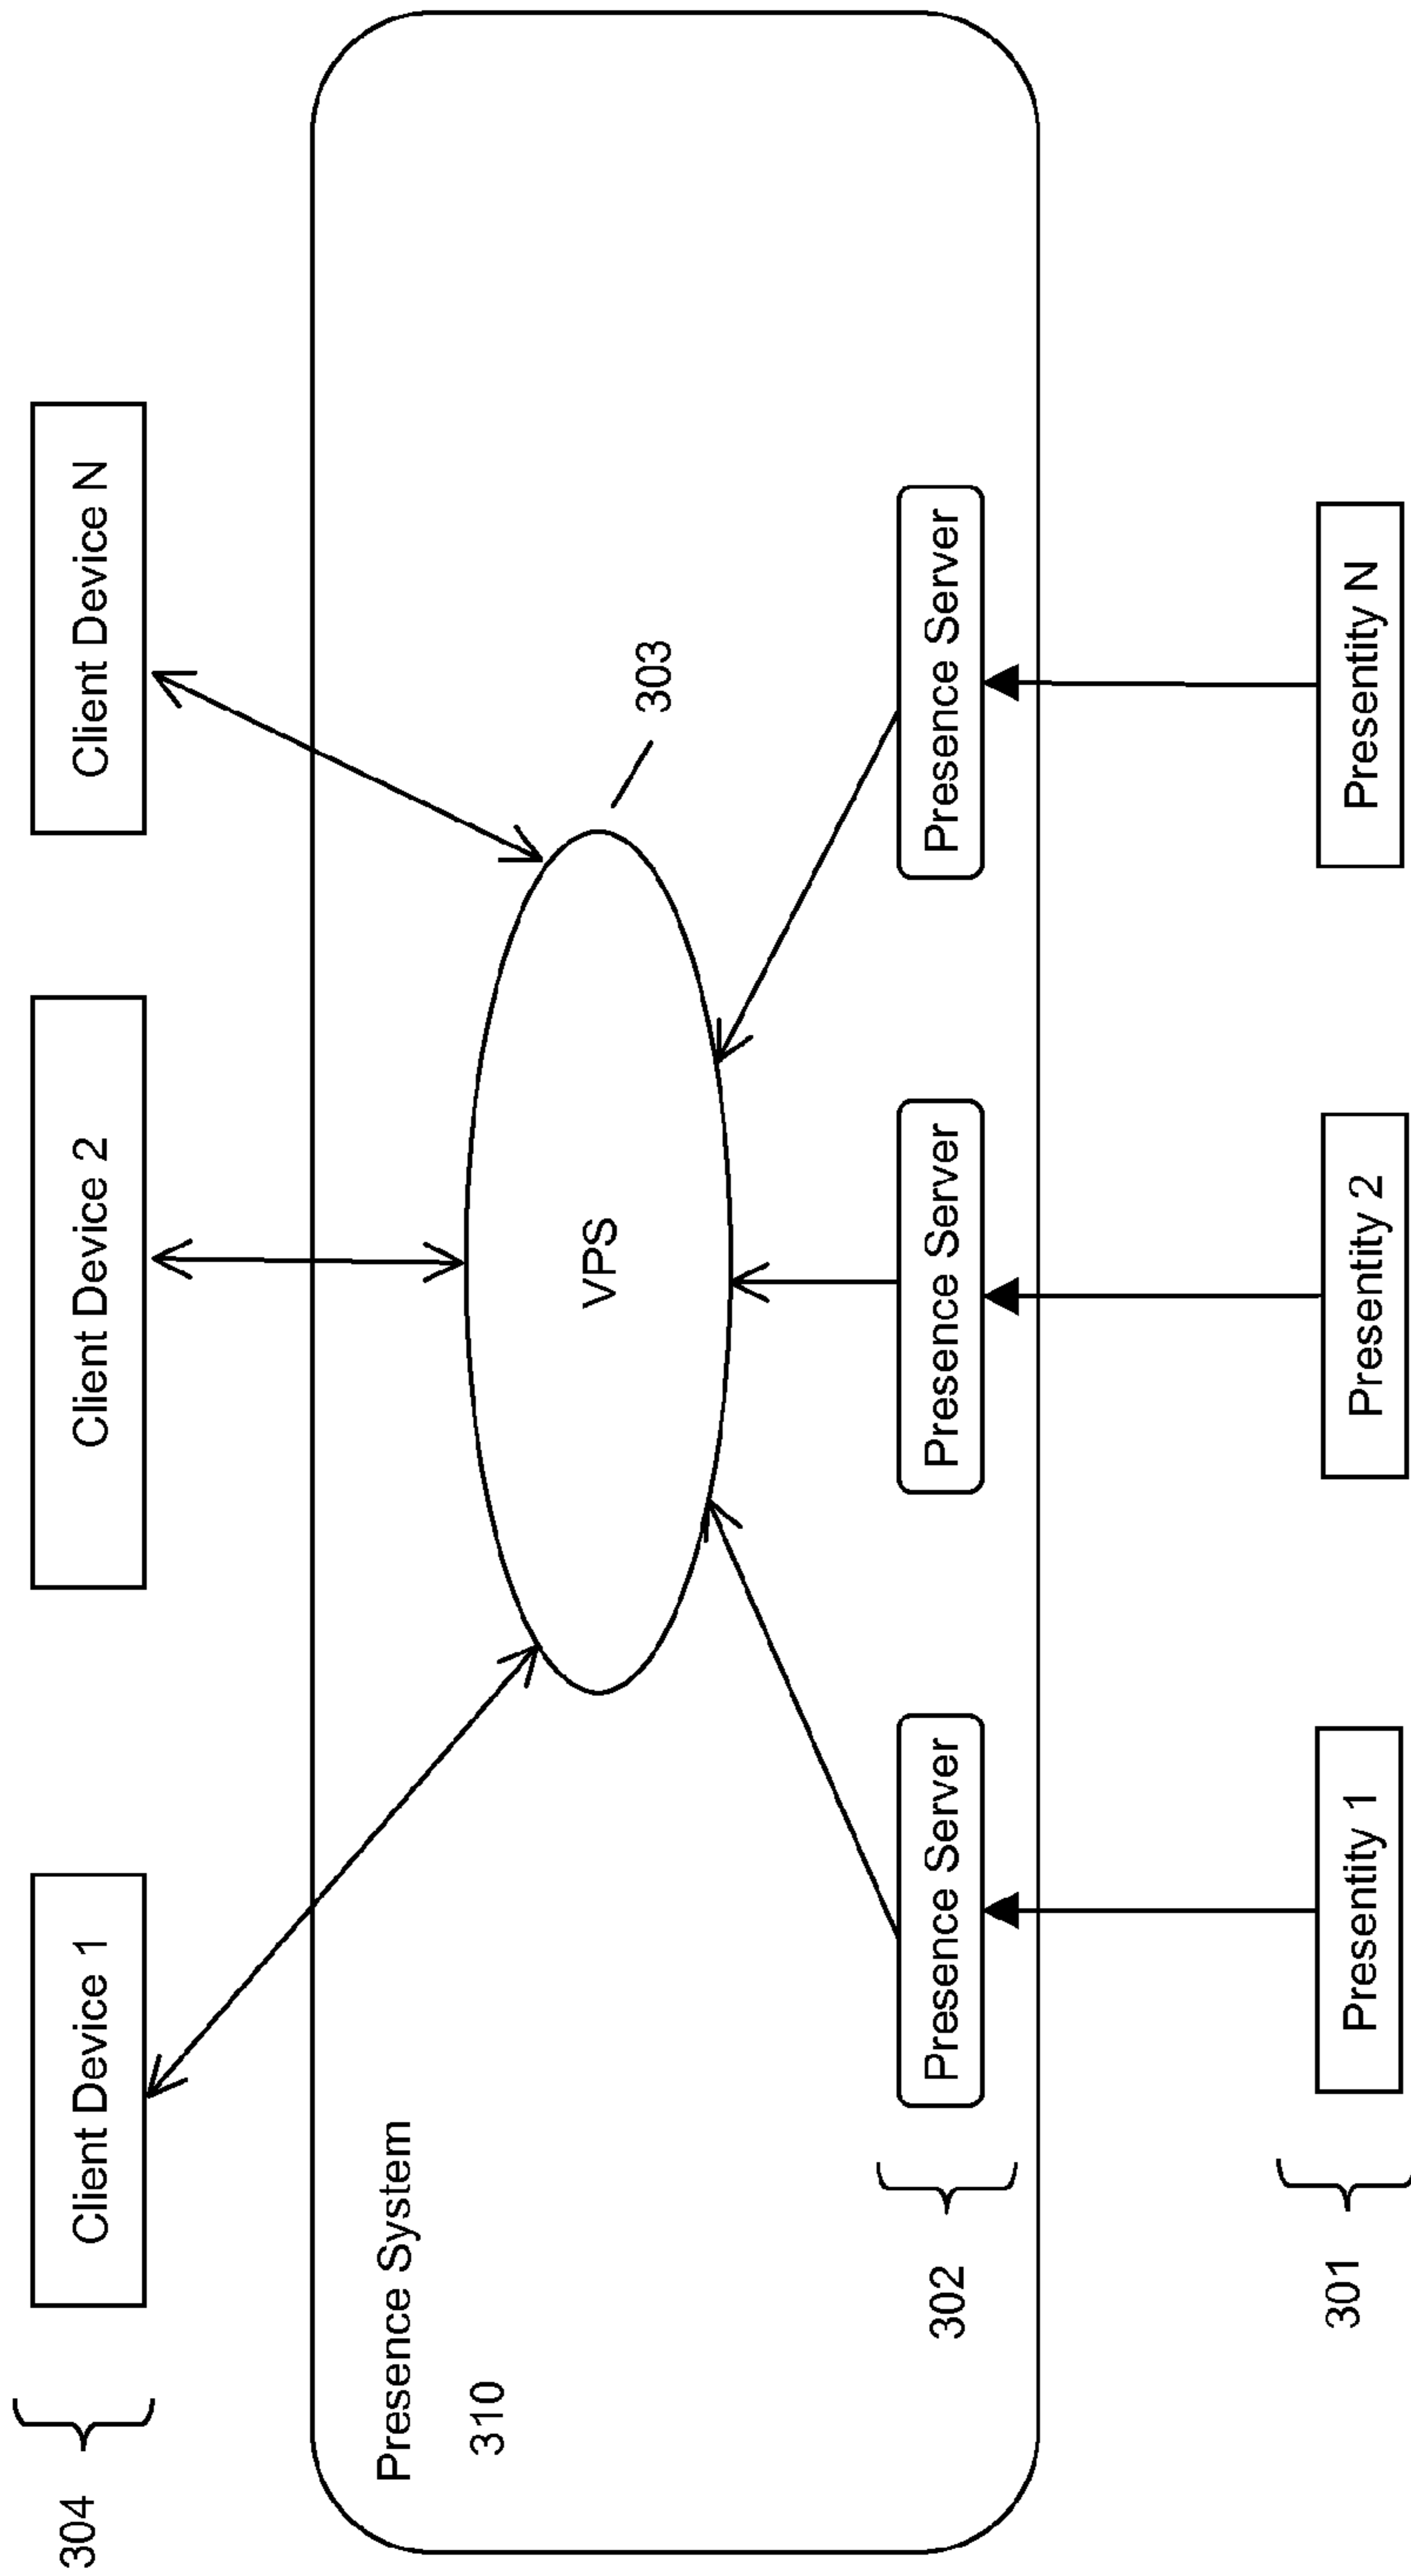 304
Client Device 1
Client Device 2
Client Device N
Presence System
310
VPS
303
302
Presence Server
Presence Server
Presence Server
301
Presentity 1
Presentity 2
Presentity N